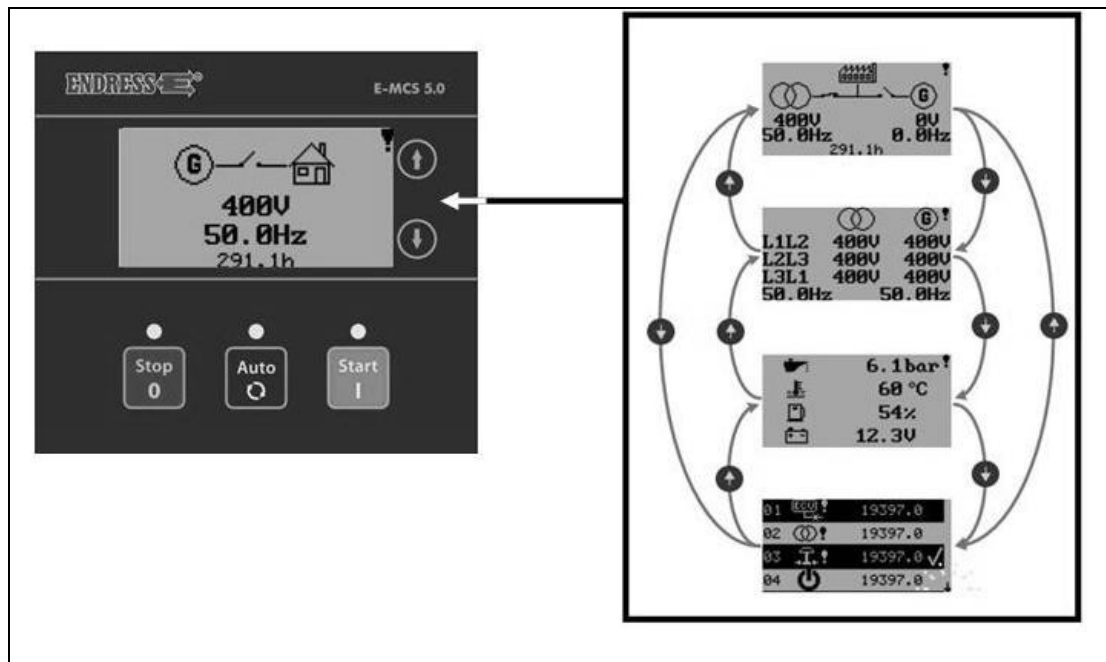 ENDRESS
E-MCS 5.0
G
400V
50.0Hz
291.1h
Stop
0
Auto
Start
I
G
400V 0V
50.0Hz 0.0Hz
291.1h
G
L1L2 400V 400V
L2L3 400V 400V
L3L1 400V 400V
50.0Hz 50.0Hz
6.1bar
60 °C
54%
12.3V
01 ECU 19397.0
02 19397.0
03 19397.0
04 19397.0